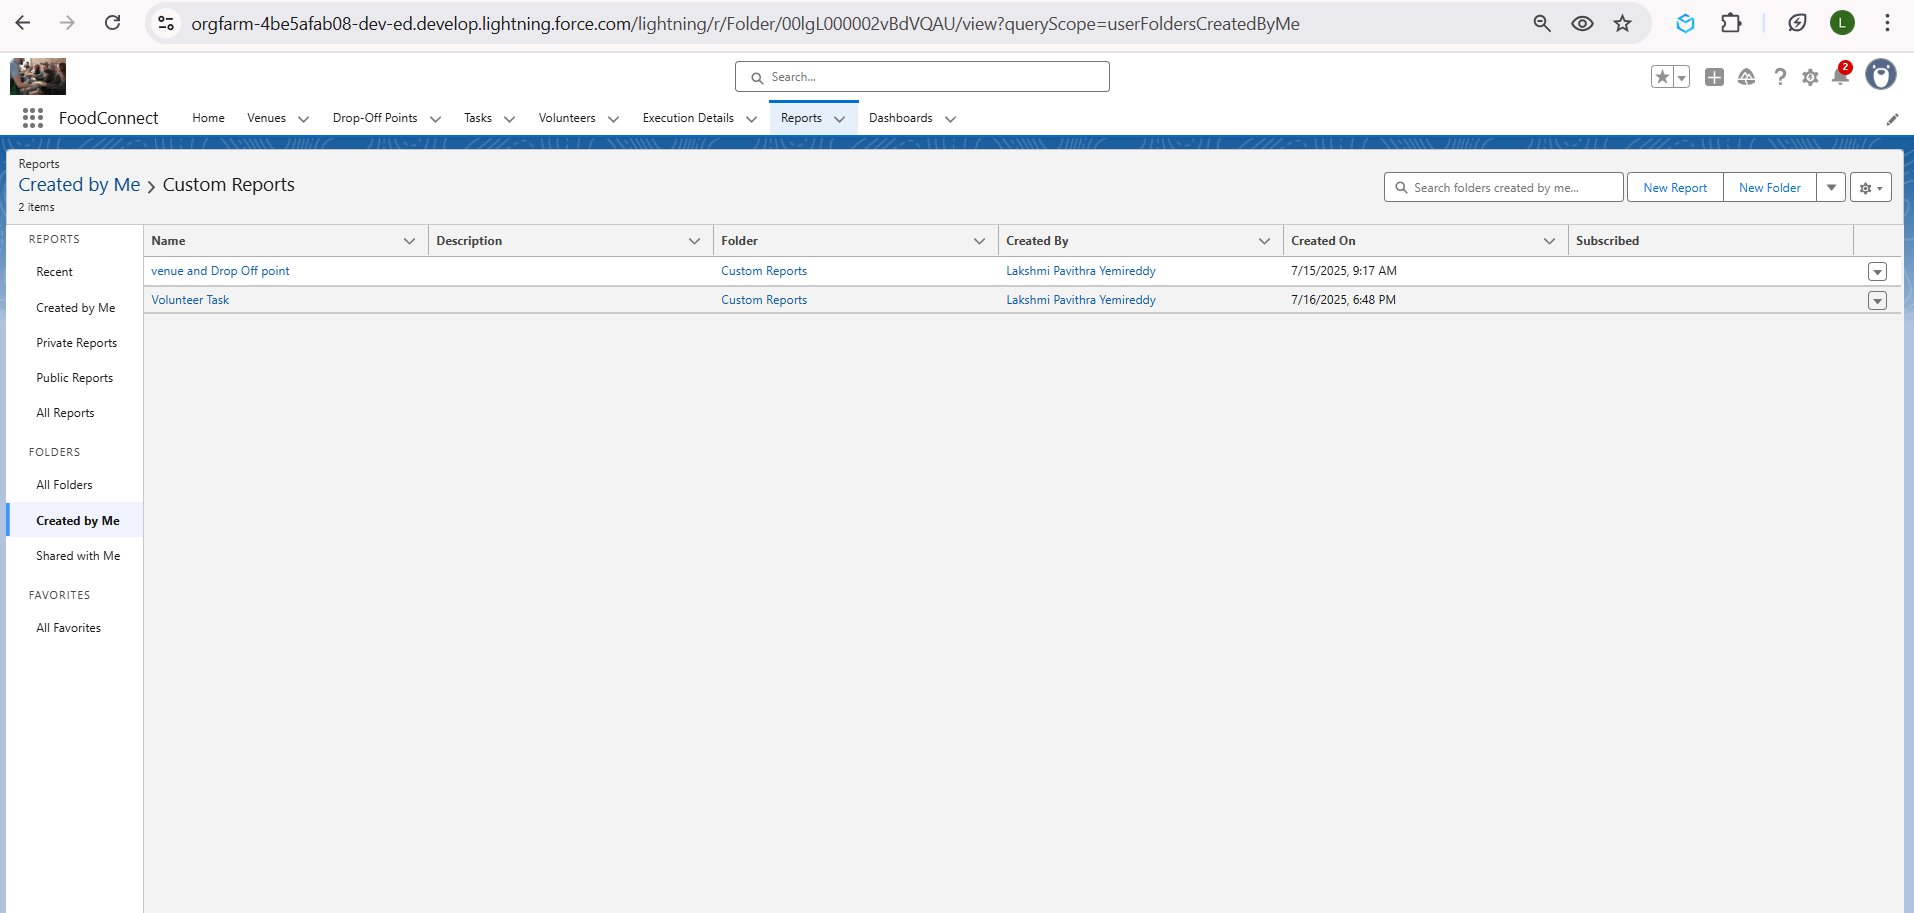 orgfarm-4be5afab08-dev-ed.develop.lightning.force.com/lightning/r/Folder/00lgL000002vBdVQAU/view?queryScope=userFoldersCreatedByMe
L
Search...
2
FoodConnect Home Venues Drop-Off Points Tasks Volunteers Execution Details Reports Dashboards
Reports
Created by Me > Custom Reports
2 items
Search folders created by me...
New Report
New Folder
REPORTS
Recent
Created by Me
Private Reports
Public Reports
All Reports
FOLDERS
All Folders
Created by Me
Shared with Me
FAVORITES
All Favorites
Name Description Folder Created By Created On Subscribed
venue and Drop Off point Custom Reports Lakshmi Pavithra Yemireddy 7/15/2025, 9:17 AM
Volunteer Task Custom Reports Lakshmi Pavithra Yemireddy 7/16/2025, 6:48 PM